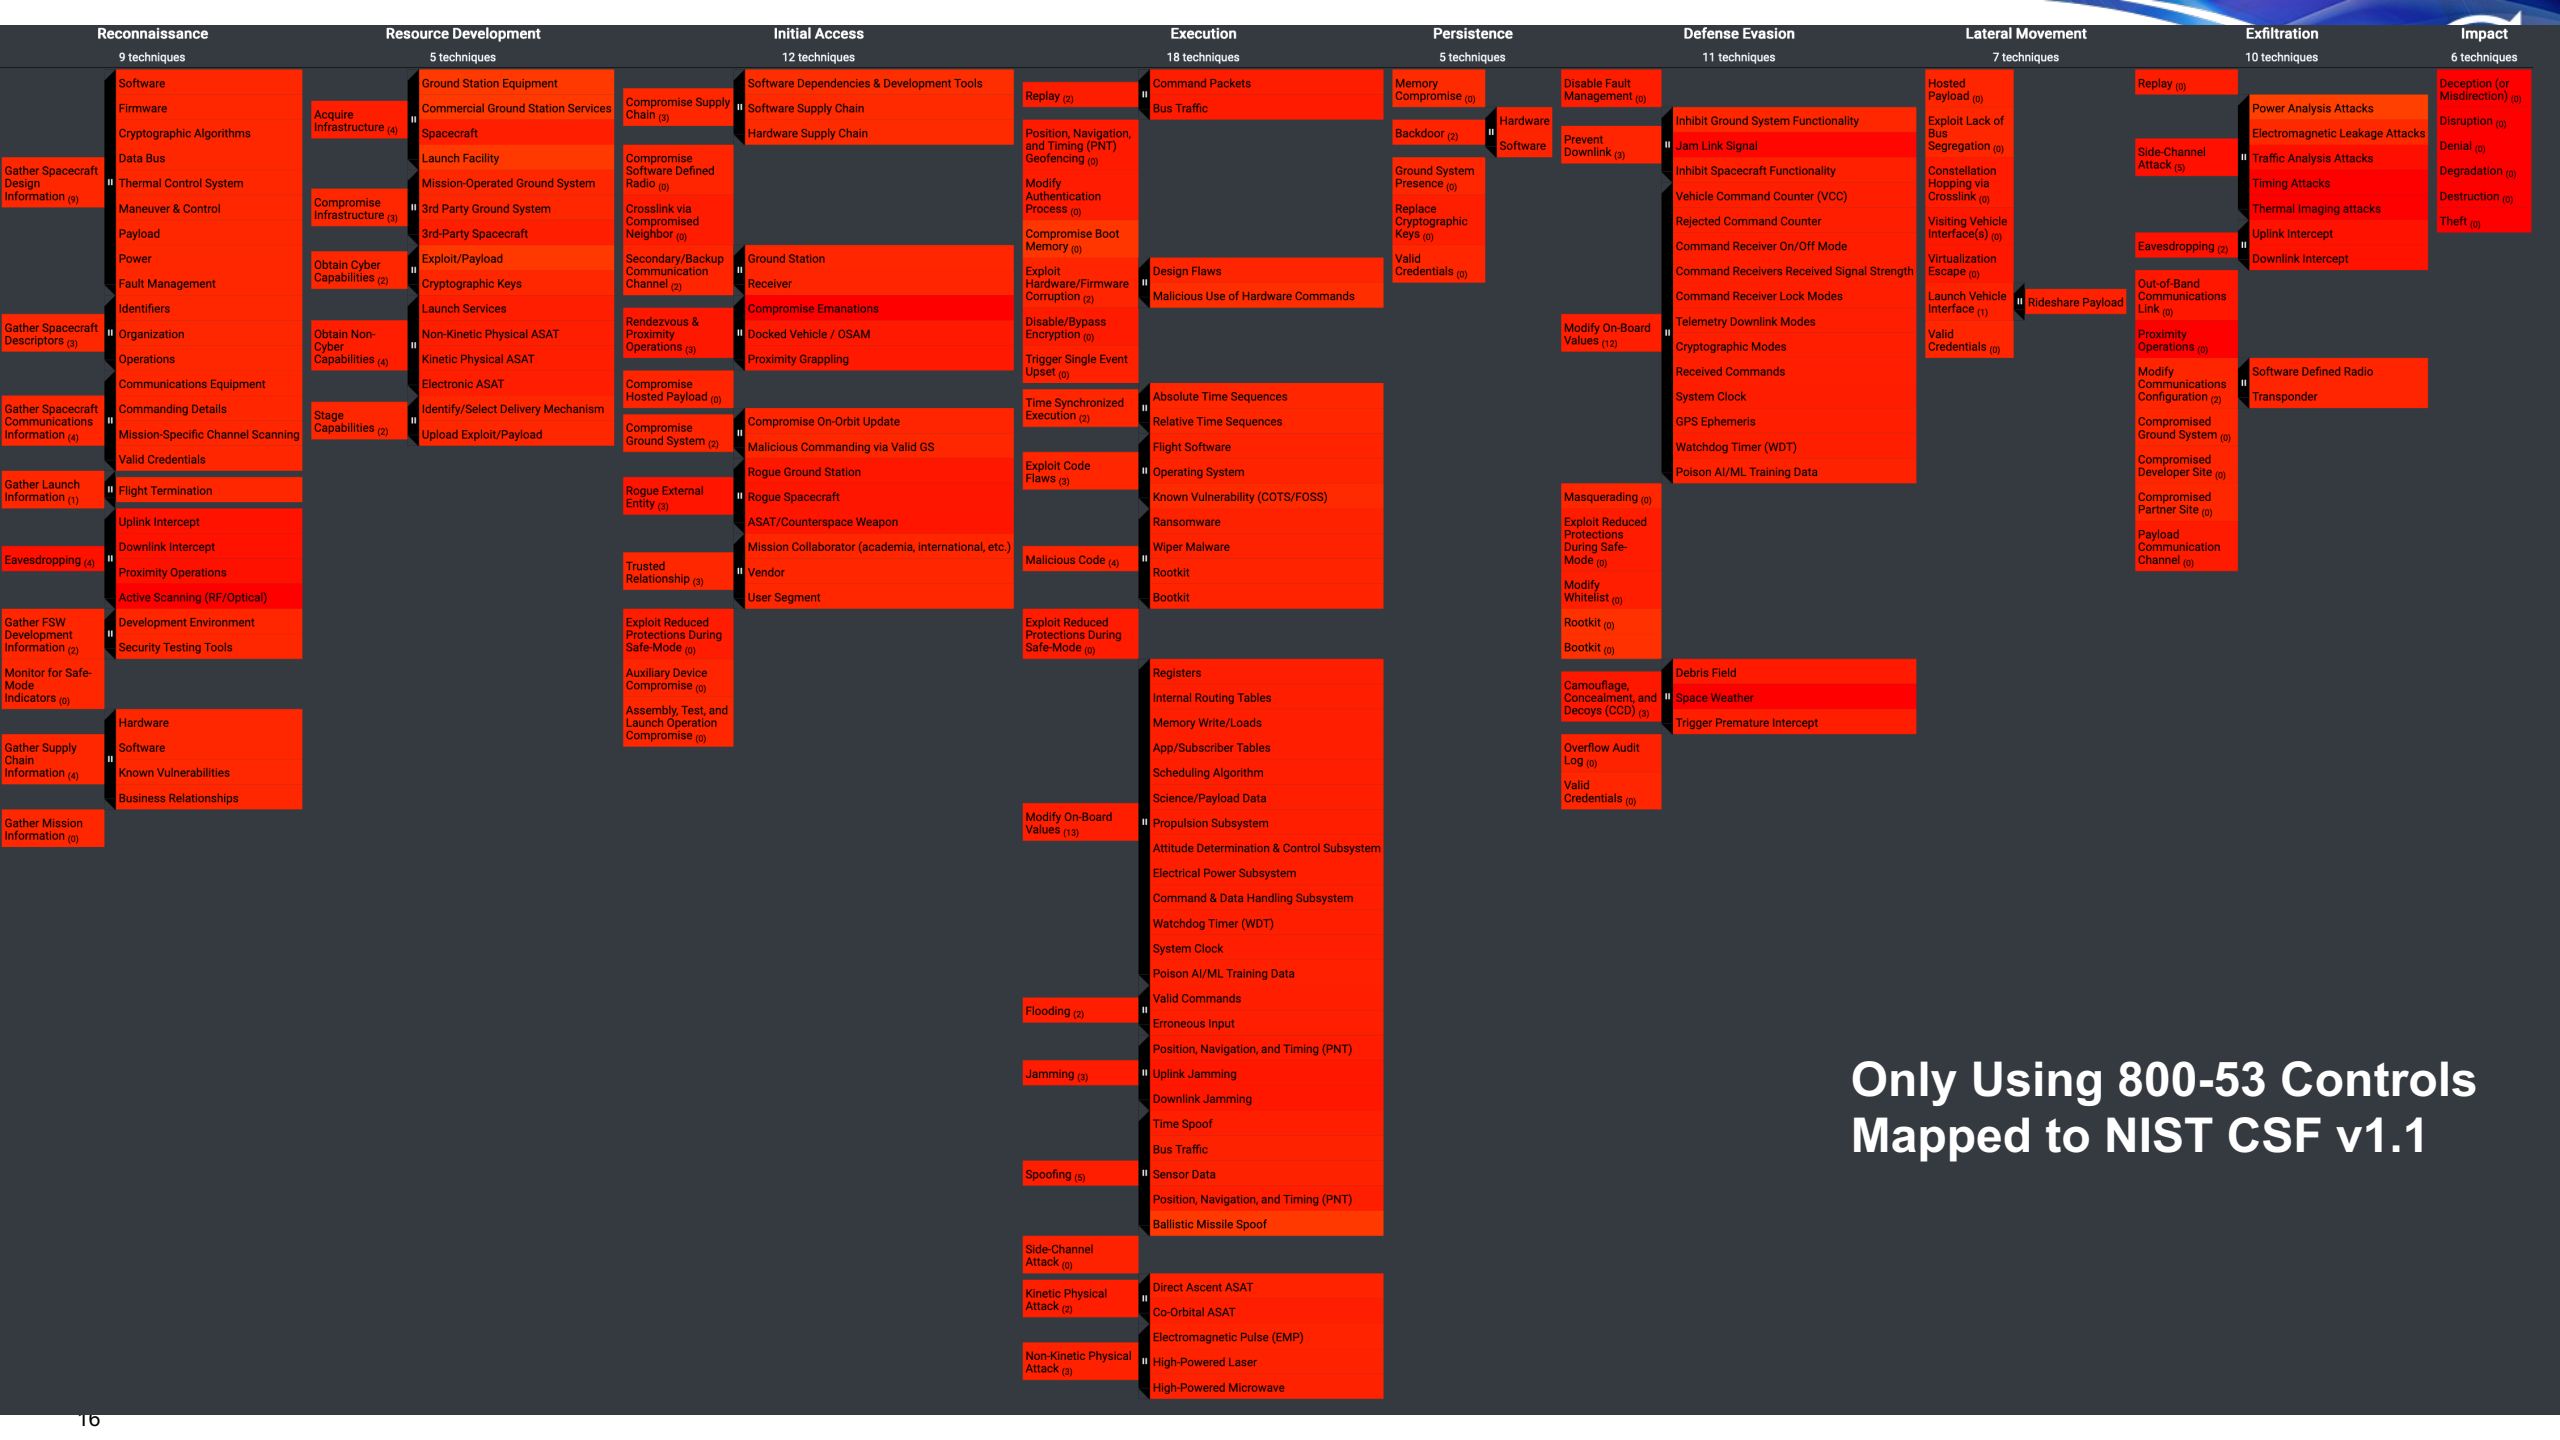 Reconnaissance
9 techniques
Gather Spacecraft
Design
Information (9)
Software
Firmware
Cryptographic Algorithms
Data Bus
Thermal Control System
Maneuver & Control
Payload
Power
Fault Management
Gather Spacecraft
Descriptors (3)
Identifiers
Organization
Operations
Gather Spacecraft
Communications
Information (4)
Communications Equipment
Commanding Details
Mission-Specific Channel Scanning
Valid Credentials
Gather Launch
Information (1)
Flight Termination
Eavesdropping (4)
Uplink Intercept
Downlink Intercept
Proximity Operations
Active Scanning (RF/Optical)
Gather FSW
Development
Information (2)
Development Environment
Security Testing Tools
Monitor for Safe-
Mode
Indicators (0)
Gather Supply
Chain
Information (4)
Hardware
Software
Known Vulnerabilities
Business Relationships
Gather Mission
Information (0)
Resource Development
5 techniques
Acquire
Infrastructure (4)
Ground Station Equipment
Commercial Ground Station Services
Spacecraft
Launch Facility
Compromise
Infrastructure (3)
Mission-Operated Ground System
3rd Party Ground System
3rd-Party Spacecraft
Obtain Cyber
Capabilities (2)
Exploit/Payload
Cryptographic Keys
Obtain Non-
Cyber
Capabilities (4)
Launch Services
Non-Kinetic Physical ASAT
Kinetic Physical ASAT
Electronic ASAT
Stage
Capabilities (2)
Identify/Select Delivery Mechanism
Upload Exploit/Payload
Initial Access
12 techniques
Compromise Supply
Chain (3)
Software Dependencies & Development Tools
Software Supply Chain
Hardware Supply Chain
Compromise
Software Defined
Radio (0)
Crosslink via
Compromised
Neighbor (0)
Secondary/Backup
Communication
Channel (2)
Ground Station
Receiver
Rendezvous &
Proximity
Operations (3)
Compromise Emanations
Docked Vehicle / OSAM
Proximity Grappling
Compromise
Hosted Payload (0)
Compromise
Ground System (2)
Compromise On-Orbit Update
Malicious Commanding via Valid GS
Rogue External
Entity (3)
Rogue Ground Station
Rogue Spacecraft
ASAT/Counterspace Weapon
Trusted
Relationship (3)
Mission Collaborator (academia, international, etc.)
Vendor
User Segment
Exploit Reduced
Protections During
Safe-Mode (0)
Auxiliary Device
Compromise (0)
Assembly, Test, and
Launch Operation
Compromise (0)
Execution
18 techniques
Replay (2)
Command Packets
Bus Traffic
Position, Navigation,
and Timing (PNT)
Geofencing (0)
Modify
Authentication
Process (0)
Compromise Boot
Memory (0)
Exploit
Hardware/Firmware
Corruption (2)
Design Flaws
Malicious Use of Hardware Commands
Disable/Bypass
Encryption (0)
Trigger Single Event
Upset (0)
Time Synchronized
Execution (2)
Absolute Time Sequences
Relative Time Sequences
Exploit Code
Flaws (3)
Flight Software
Operating System
Known Vulnerability (COTS/FOSS)
Malicious Code (4)
Ransomware
Wiper Malware
Rootkit
Bootkit
Exploit Reduced
Protections During
Safe-Mode (0)
Modify On-Board
Values (13)
Registers
Internal Routing Tables
Memory Write/Loads
App/Subscriber Tables
Scheduling Algorithm
Science/Payload Data
Propulsion Subsystem
Attitude Determination & Control Subsystem
Electrical Power Subsystem
Command & Data Handling Subsystem
Watchdog Timer (WDT)
System Clock
Poison AI/ML Training Data
Flooding (2)
Valid Commands
Erroneous Input
Jamming (3)
Position, Navigation, and Timing (PNT)
Uplink Jamming
Downlink Jamming
Spoofing (5)
Time Spoof
Bus Traffic
Sensor Data
Position, Navigation, and Timing (PNT)
Ballistic Missile Spoof
Side-Channel
Attack (0)
Kinetic Physical
Attack (2)
Direct Ascent ASAT
Co-Orbital ASAT
Non-Kinetic Physical
Attack (3)
Electromagnetic Pulse (EMP)
High-Powered Laser
High-Powered Microwave
Persistence
5 techniques
Memory
Compromise (0)
Backdoor (2)
Hardware
Software
Ground System
Presence (0)
Replace
Cryptographic
Keys (0)
Valid
Credentials (0)
Defense Evasion
11 techniques
Disable Fault
Management (0)
Prevent
Downlink (3)
Inhibit Ground System Functionality
Jam Link Signal
Inhibit Spacecraft Functionality
Modify On-Board
Values (12)
Vehicle Command Counter (VCC)
Rejected Command Counter
Command Receiver On/Off Mode
Command Receivers Received Signal Strength
Command Receiver Lock Modes
Telemetry Downlink Modes
Cryptographic Modes
Received Commands
System Clock
GPS Ephemeris
Watchdog Timer (WDT)
Poison AI/ML Training Data
Masquerading (0)
Exploit Reduced
Protections
During Safe-
Mode (0)
Modify
Whitelist (0)
Rootkit (0)
Bootkit (0)
Camouflage,
Concealment, and
Decoys (CCD) (3)
Debris Field
Space Weather
Trigger Premature Intercept
Overflow Audit
Log (0)
Valid
Credentials (0)
Lateral Movement
7 techniques
Hosted
Payload (0)
Exploit Lack of
Bus
Segregation (0)
Constellation
Hopping via
Crosslink (0)
Visiting Vehicle
Interface(s) (0)
Virtualization
Escape (0)
Launch Vehicle
Interface (1)
Rideshare Payload
Valid
Credentials (0)
Exfiltration
10 techniques
Replay (0)
Side-Channel
Attack (5)
Power Analysis Attacks
Electromagnetic Leakage Attacks
Traffic Analysis Attacks
Timing Attacks
Thermal Imaging attacks
Eavesdropping (2)
Uplink Intercept
Downlink Intercept
Out-of-Band
Communications
Link (0)
Proximity
Operations (0)
Modify
Communications
Configuration (2)
Software Defined Radio
Transponder
Compromised
Ground System (0)
Compromised
Developer Site (0)
Compromised
Partner Site (0)
Payload
Communication
Channel (0)
Impact
6 techniques
Deception (or
Misdirection) (0)
Disruption (0)
Denial (0)
Degradation (0)
Destruction (0)
Theft (0)
Only Using 800-53 Controls
Mapped to NIST CSF v1.1
16